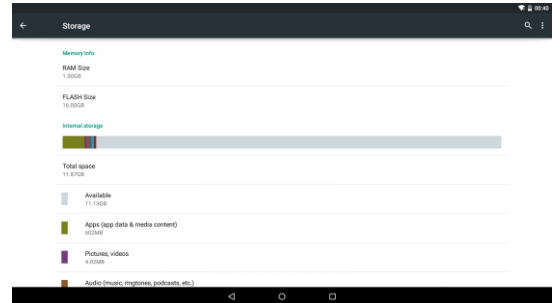 08:40
Storage
Memory Info
RAM Size
1.00GB
FLASH Size
16.00GB
Internal storage
Total space
11.87GB
Available
11.13GB
Apps (app data & media content)
602MB
Pictures, videos
4.02MB
Audio (music, ringtones, podcasts, etc.)